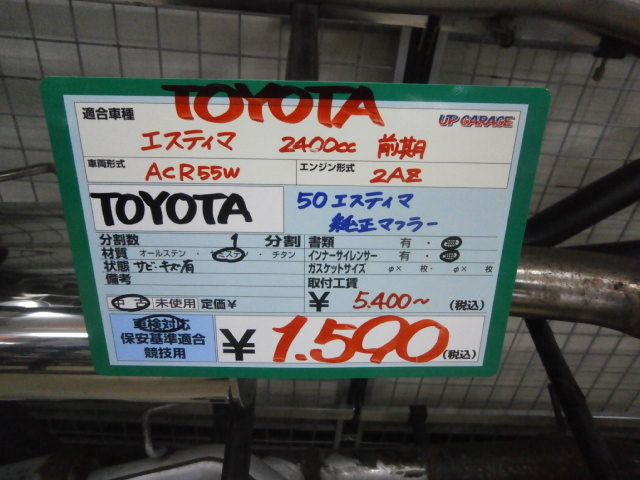 TOYOTA
適合車種
UP GARAGE
エスティマ 2400cc 前期
車両形式 エンジン形式
ACR55W 2AZ
TOYOTA
50エスティマ
純正マフラー
分割数 1 分割 書類 有・無
材質 オールステン・ミステ・チタン インナーサイレンサー 有・無
状態 サビ・キズ有 ガスケットサイズ φ× 枚・φ× 枚
備考 取付工賃
中古 未使用 定価¥ ¥ 5.400~ (税込)
車検対応
保安基準適合
競技用
¥1.590 (税込)